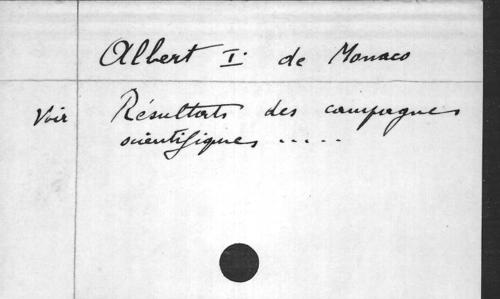 Albert I. de Monaco
Voir Résultats des campagnes
scientifiques .....